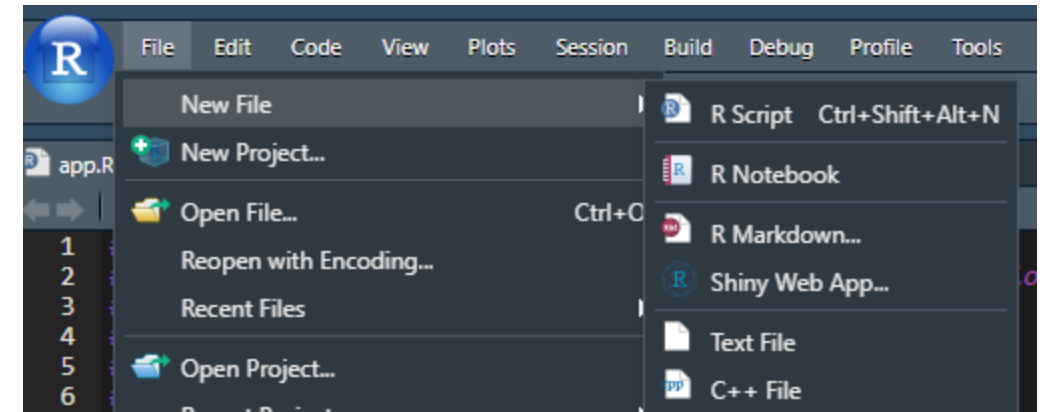 R
File Edit Code View Plots Session Build Debug Profile Tools
New File
New Project...
Open File... Ctrl+O
Reopen with Encoding...
Recent Files
Open Project...
R Script Ctrl+Shift+Alt+N
R Notebook
R Markdown...
Shiny Web App...
Text File
C++ File
app.R
1
2
3
4
5
6